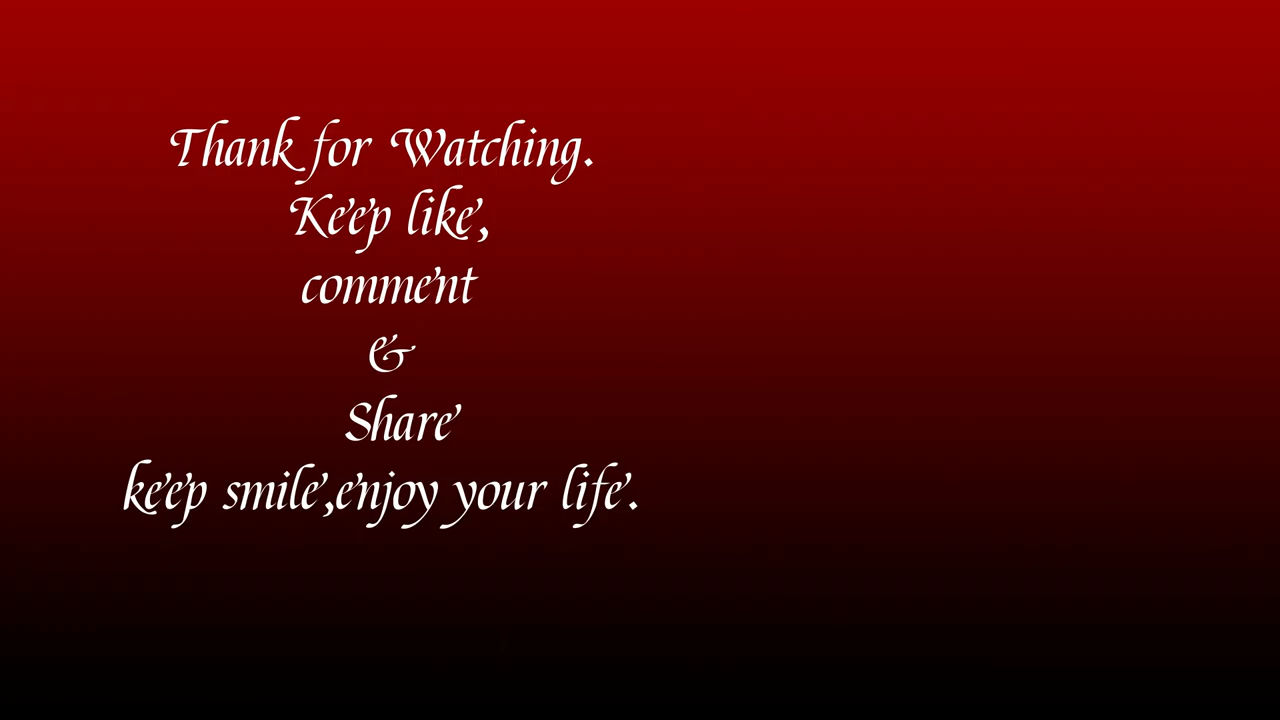 Thank for Watching.
Keep like,
comment
&
Share
keep smile,enjoy your life.